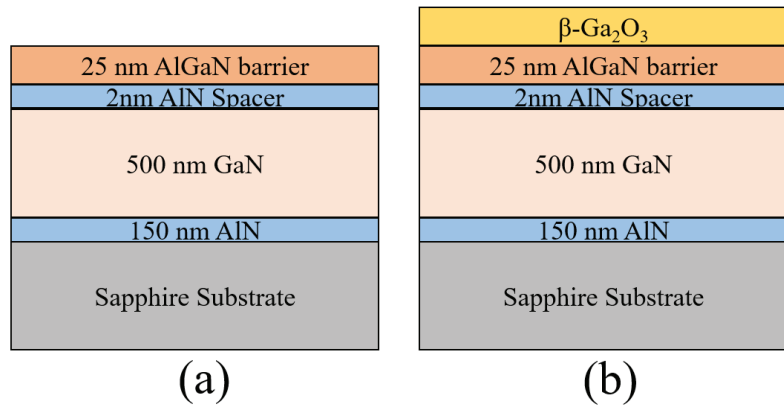 25 nm AlGaN barrier
2nm AlN Spacer
500 nm GaN
150 nm AlN
Sapphire Substrate
(a)
β-Ga₂O₃
25 nm AlGaN barrier
2nm AlN Spacer
500 nm GaN
150 nm AlN
Sapphire Substrate
(b)